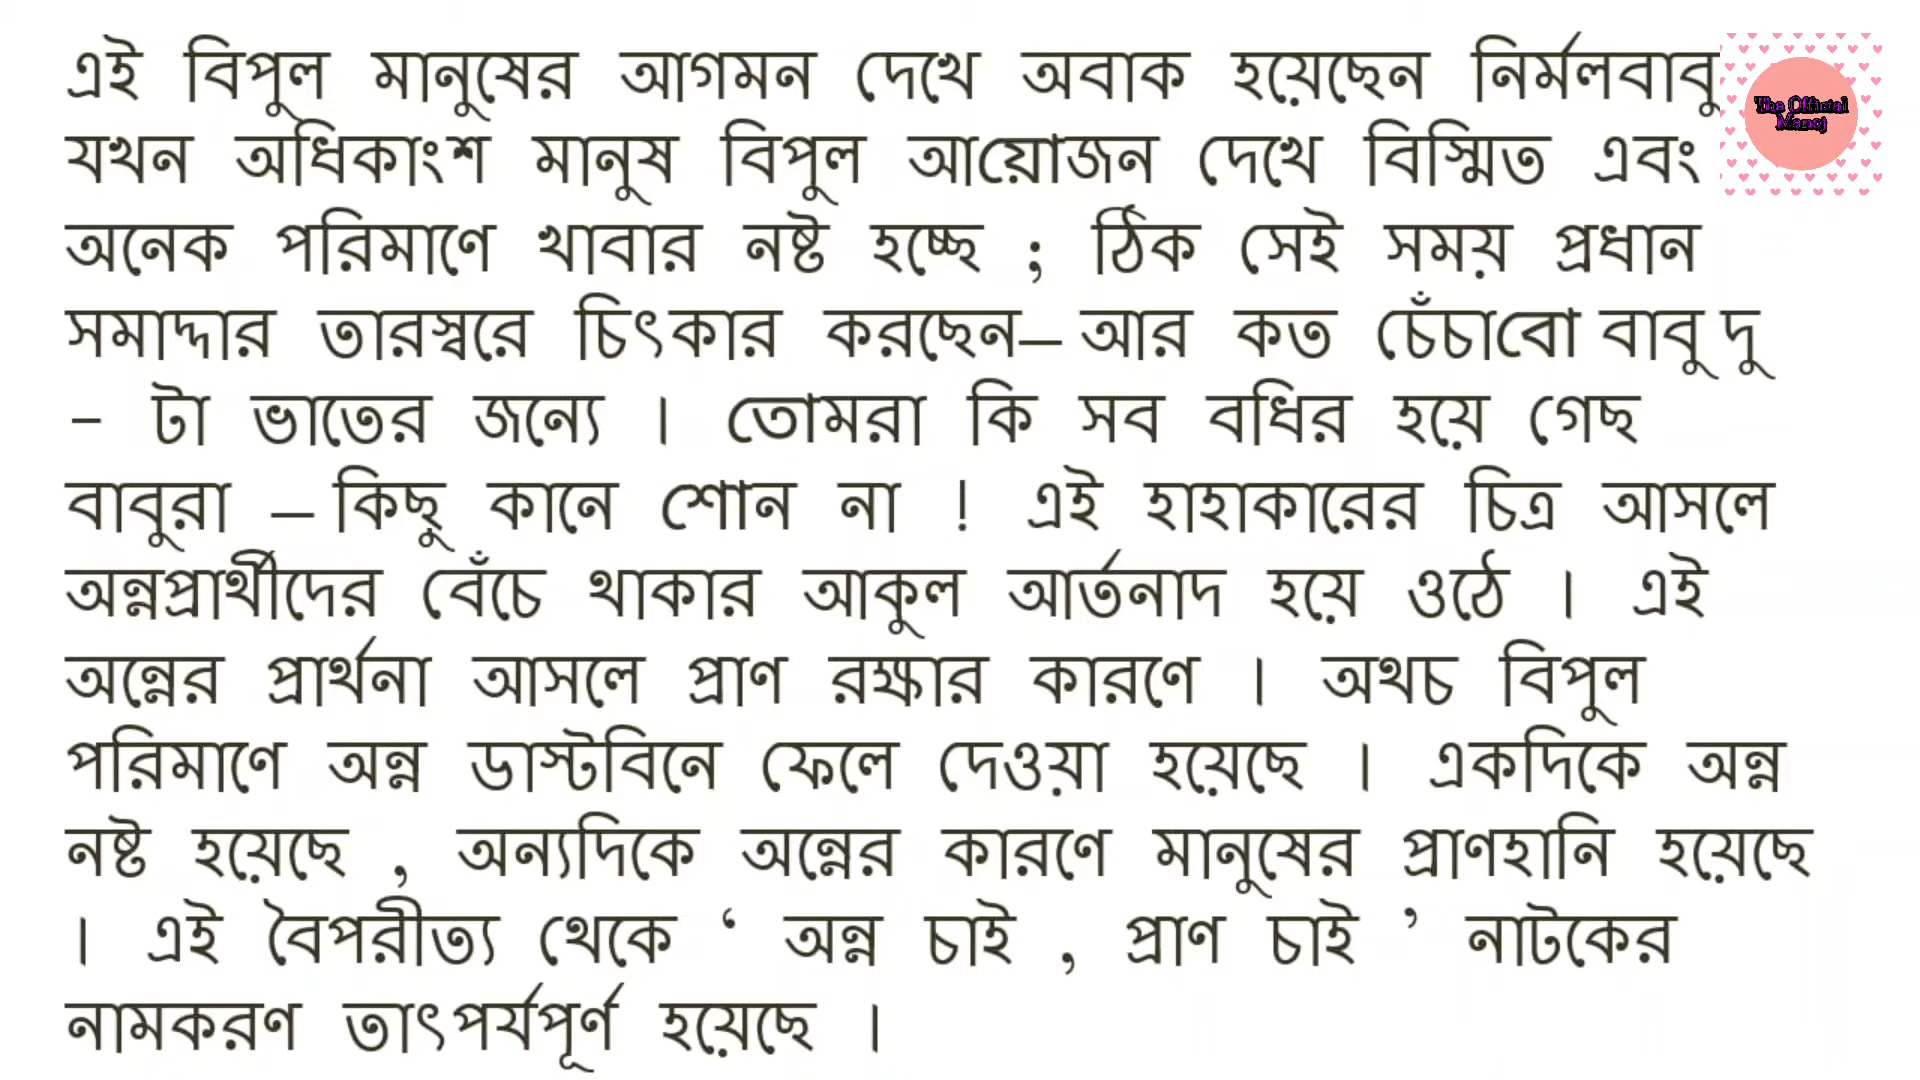 এই বিপুল মানুষের আগমন দেখে অবাক হয়েছেন নির্মলবাবু
যখন অধিকাংশ মানুষ বিপুল আয়োজন দেখে বিস্মিত এবং
অনেক পরিমাণে খাবার নষ্ট হচ্ছে ; ঠিক সেই সময় প্রধান
সমাদ্দার তারস্বরে চিৎকার করছেন— আর কত চেঁচাবো বাবু দু
- টা ভাতের জন্যে । তোমরা কি সব বধির হয়ে গেছ
বাবুরা — কিছু কানে শোন না ! এই হাহাকারের চিত্র আসলে
অন্নপ্রার্থীদের বেঁচে থাকার আকুল আর্তনাদ হয়ে ওঠে । এই
অন্নের প্রার্থনা আসলে প্রাণ রক্ষার কারণে । অথচ বিপুল
পরিমাণে অন্ন ডাস্টবিনে ফেলে দেওয়া হয়েছে । একদিকে অন্ন
নষ্ট হয়েছে , অন্যদিকে অন্নের কারণে মানুষের প্রাণহানি হয়েছে
। এই বৈপরীত্য থেকে ‘ অন্ন চাই , প্রাণ চাই ’ নাটকের
নামকরণ তাৎপর্যপূর্ণ হয়েছে ।
The Official
Manoj